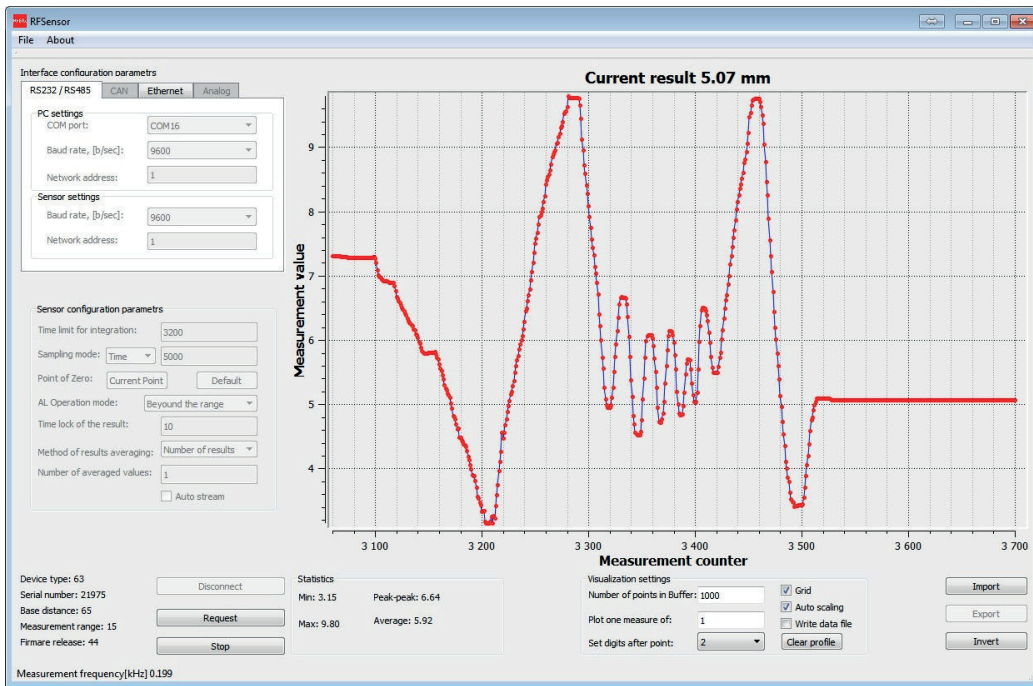 RFSensor
File About
Interface confiouration parametrs
RS232 / RS485 CAN Ethernet Analog
PC settings
COM port: COM16
Baud rate, [b/sec]: 9600
Network address: 1
Sensor settings
Baud rate, [b/sec]: 9600
Network address: 1
Sensor configuration parametrs
Time limit for integration: 3200
Sampling mode: Time 5000
Point of Zero: Current Point Default
AL Operation mode: Beyound the range
Time lock of the result: 10
Method of results averaging: Number of results
Number of averaged values: 1
Auto stream
Current result 5.07 mm
Measurement value
9
8
7
6
5
4
3 100 3 200 3 300 3 400 3 500 3 600 3 700
Measurement counter
Device type: 63
Serial number: 21975
Base distance: 65
Measurement range: 15
Firmare release: 44
Disconnect
Request
Stop
Statistics
Min: 3.15 Peak-peak: 6.64
Max: 9.80 Average: 5.92
Visualization settings
Number of points in Buffer: 1000
Plot one measure of: 1
Set digits after point: 2
Grid
Auto scaling
Write data file
Clear profile
Import
Export
Invert
Measurement frequency[kHz] 0.199